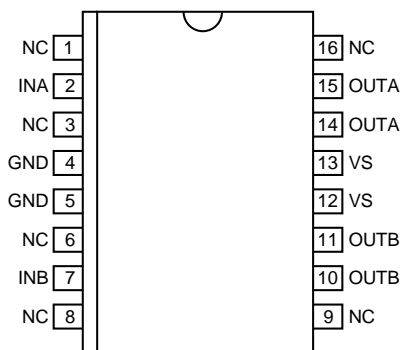 NC 1 16 NC
INA 2 15 OUTA
NC 3 14 OUTA
GND 4 13 VS
GND 5 12 VS
NC 6 11 OUTB
INB 7 10 OUTB
NC 8 9 NC